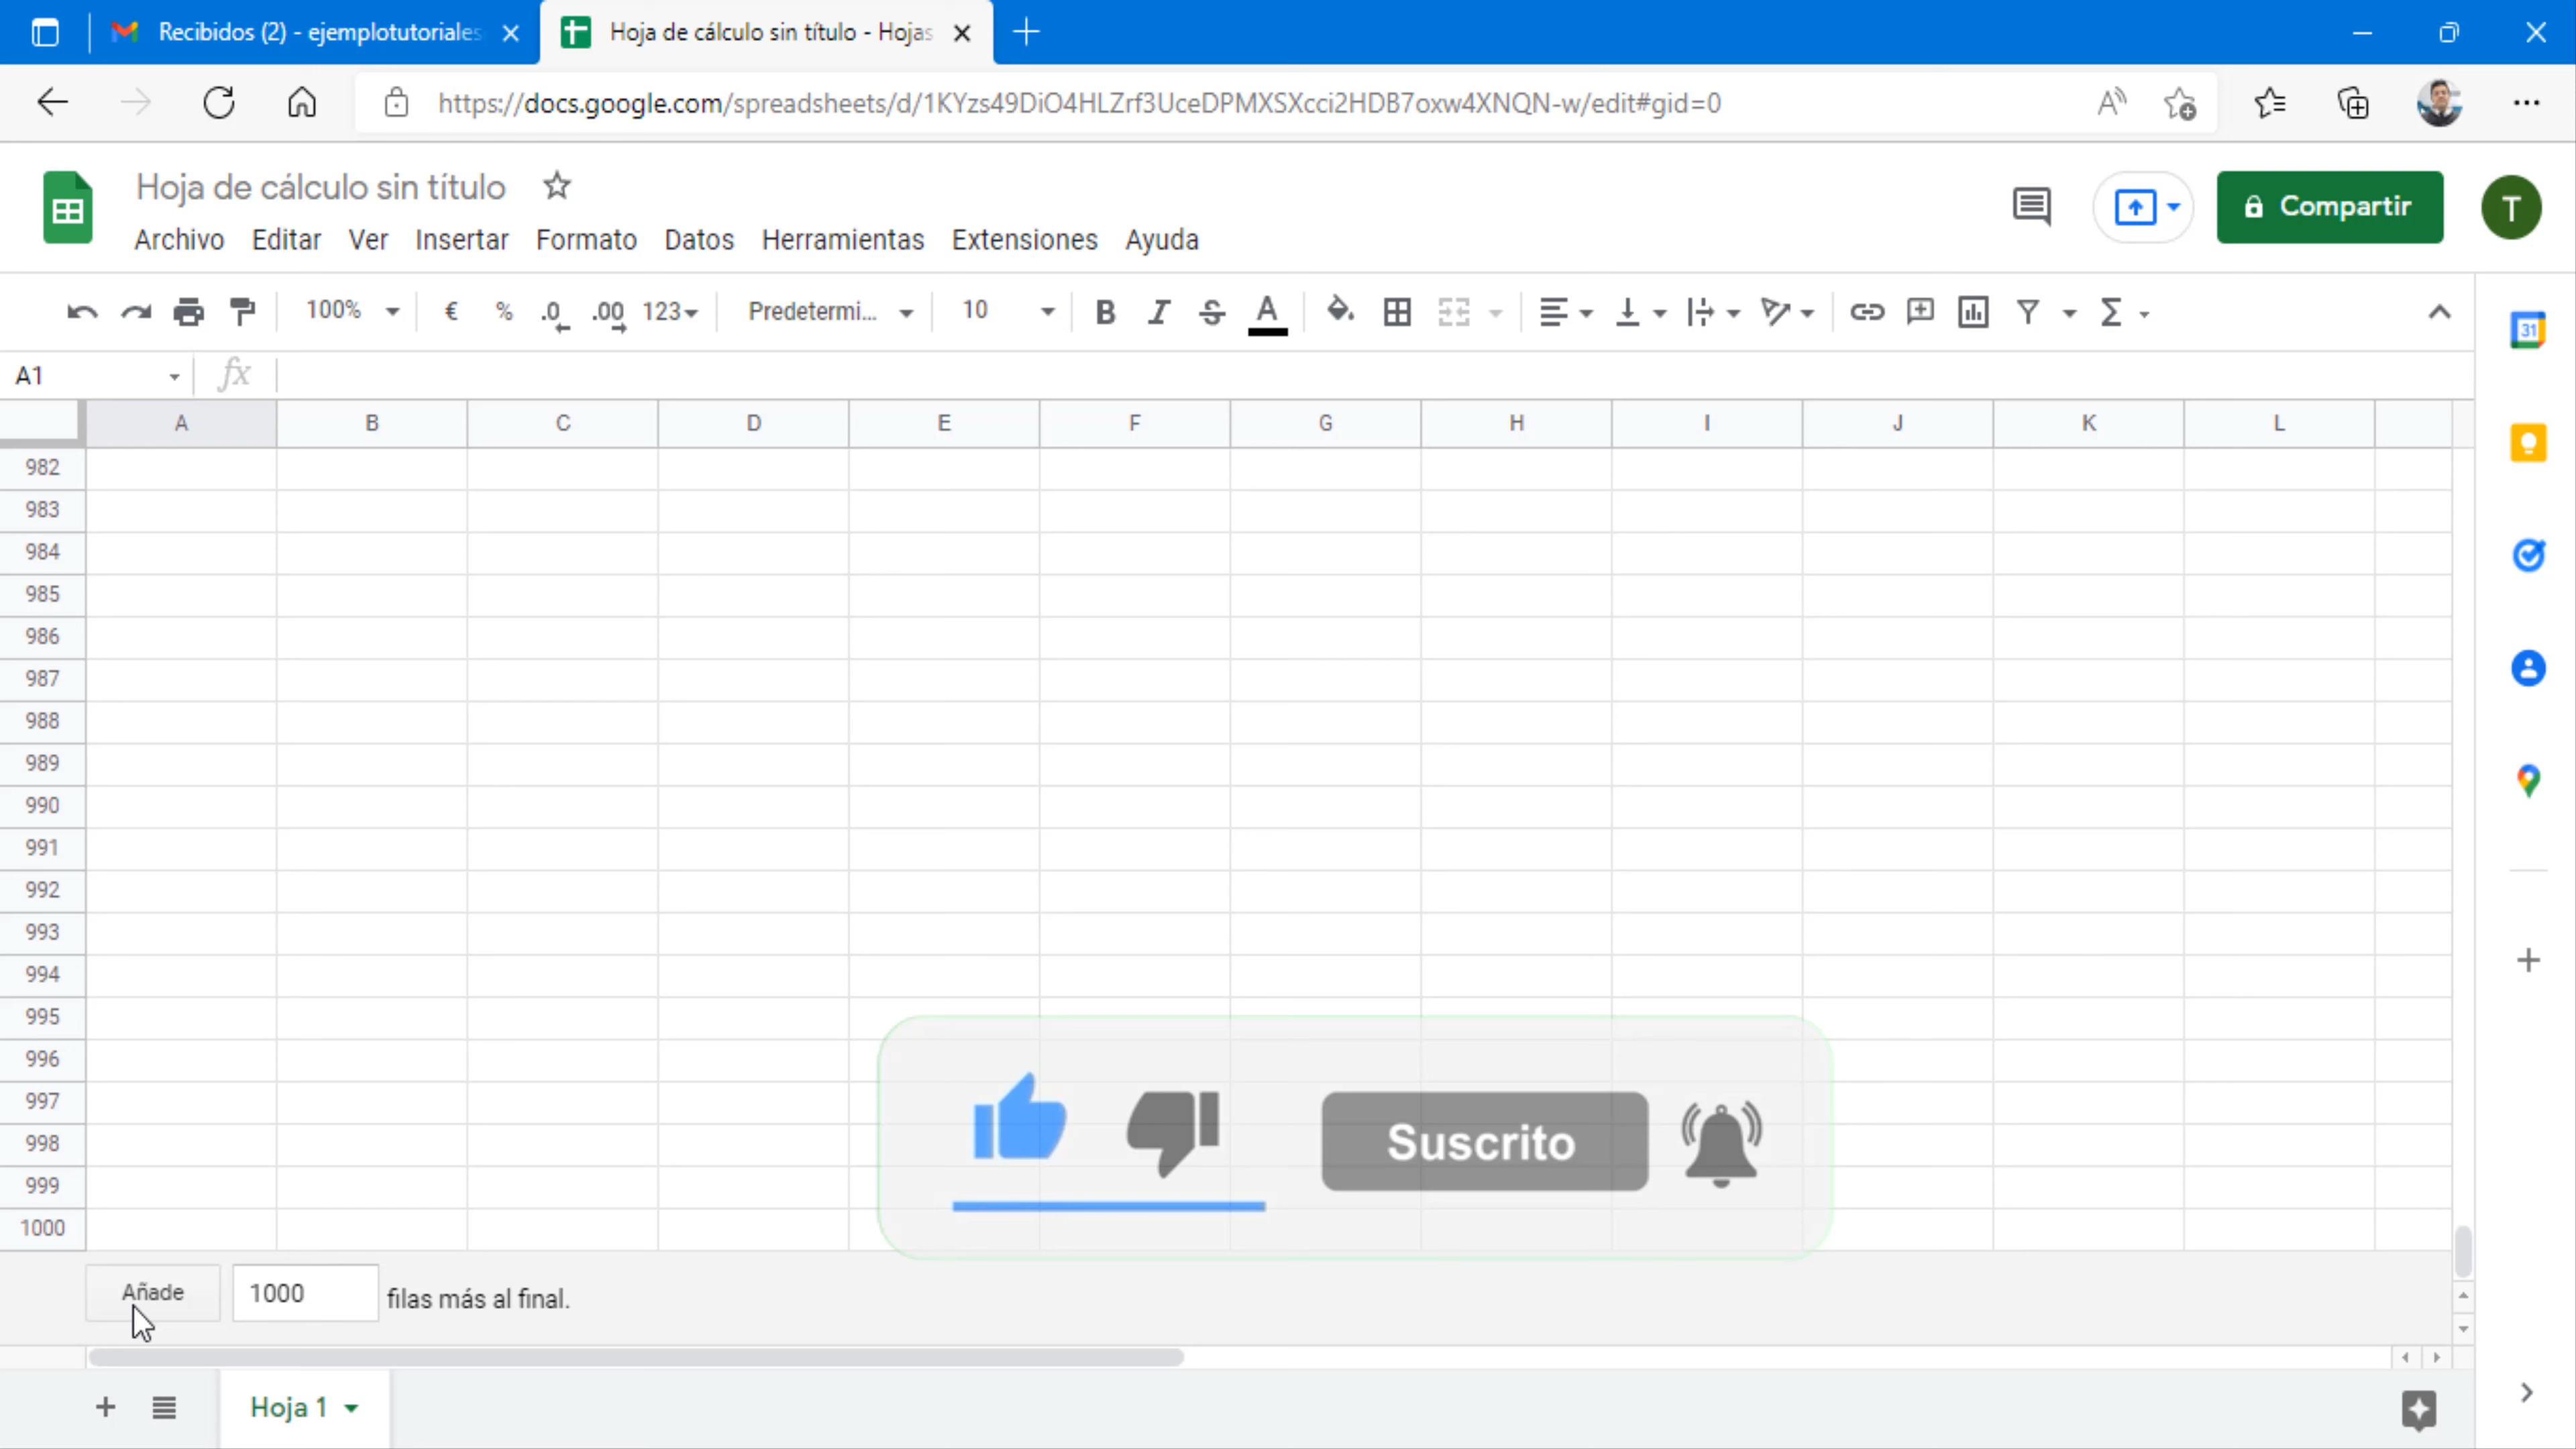 Recibidos (2) - ejemplotutoriales
Hoja de cálculo sin título - Hojas
https://docs.google.com/spreadsheets/d/1KYzs49DiO4HLZrf3UceDPMXSXcci2HDB7oxw4XNQN-w/edit#gid=0
Hoja de cálculo sin título
Compartir
T
Archivo Editar Ver Insertar Formato Datos Herramientas Extensiones Ayuda
100% € % .0 .00 123 Predetermi... 10 B I S A Σ
31
A1 fx
A B C D E F G H I J K L
982
983
984
985
986
987
988
989
990
991
992
993
994
995
996
997
998
Suscrito
999
1000
Añade 1000 filas más al final.
Hoja 1